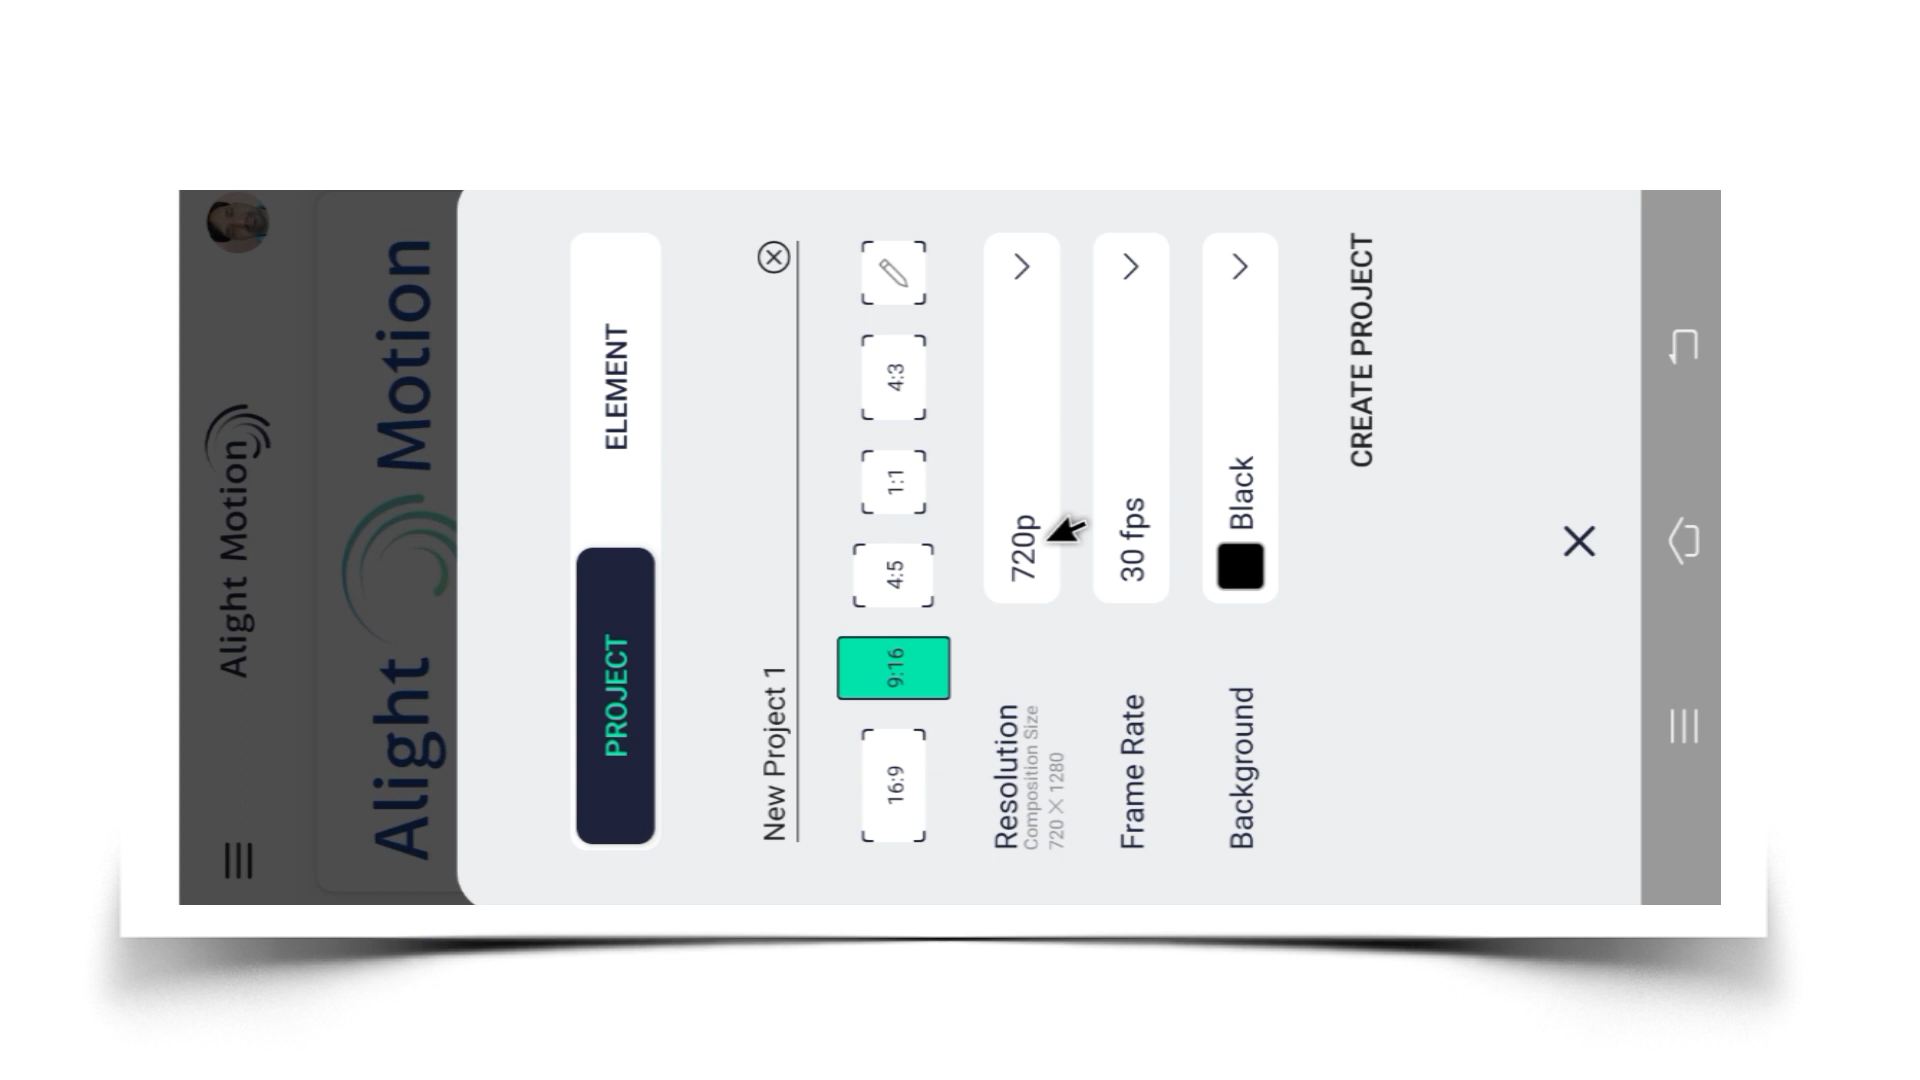 Alight Motion
Alight Motion
PROJECT
ELEMENT
New Project 1
16:9
9:16
4:5
1:1
4:3
Resolution
Composition Size
720 X 1280
720p
Frame Rate
30 fps
Background
Black
CREATE PROJECT